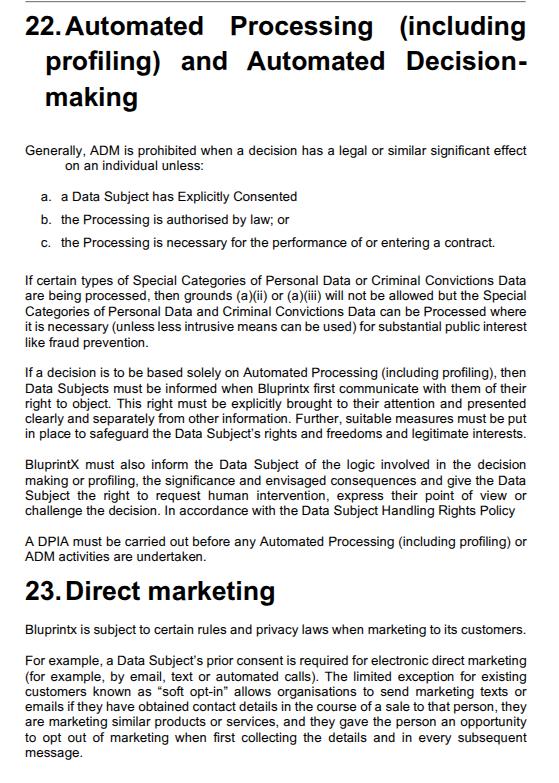 22. Automated Processing (including
profiling) and Automated Decision-
making
Generally, ADM is prohibited when a decision has a legal or similar significant effect
on an individual unless:
a. a Data Subject has Explicitly Consented
b. the Processing is authorised by law; or
c. the Processing is necessary for the performance of or entering a contract.
If certain types of Special Categories of Personal Data or Criminal Convictions Data
are being processed, then grounds (a)(ii) or (a)(iii) will not be allowed but the Special
Categories of Personal Data and Criminal Convictions Data can be Processed where
it is necessary (unless less intrusive means can be used) for substantial public interest
like fraud prevention.
If a decision is to be based solely on Automated Processing (including profiling), then
Data Subjects must be informed when Bluprintx first communicate with them of their
right to object. This right must be explicitly brought to their attention and presented
clearly and separately from other information. Further, suitable measures must be put
in place to safeguard the Data Subject's rights and freedoms and legitimate interests.
BluprintX must also inform the Data Subject of the logic involved in the decision
making or profiling, the significance and envisaged consequences and give the Data
Subject the right to request human intervention, express their point of view or
challenge the decision. In accordance with the Data Subject Handling Rights Policy
A DPIA must be carried out before any Automated Processing (including profiling) or
ADM activities are undertaken.
23. Direct marketing
Bluprintx is subject to certain rules and privacy laws when marketing to its customers.
For example, a Data Subject's prior consent is required for electronic direct marketing
(for example, by email, text or automated calls). The limited exception for existing
customers known as "soft opt-in" allows organisations to send marketing texts or
emails if they have obtained contact details in the course of a sale to that person, they
are marketing similar products or services, and they gave the person an opportunity
to opt out of marketing when first collecting the details and in every subsequent
message.